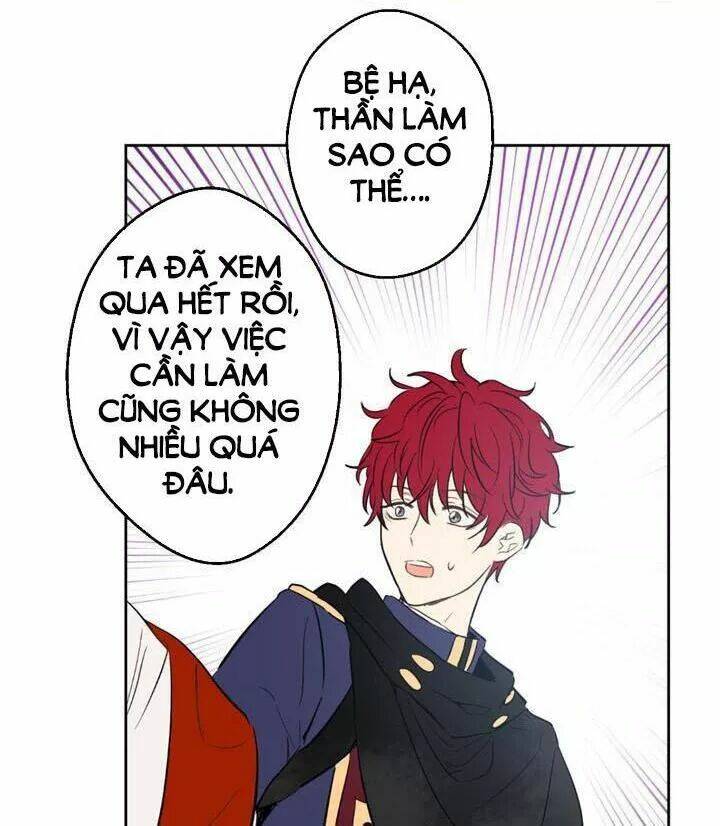 BỆ HẠ,
THẦN LÀM
SAO CÓ
THỂ....
TA ĐÃ XEM
QUA HẾT RỒI,
VÌ VẬY VIỆC
CẦN LÀM
CŨNG KHÔNG
NHIỀU QUÁ
ĐÂU.